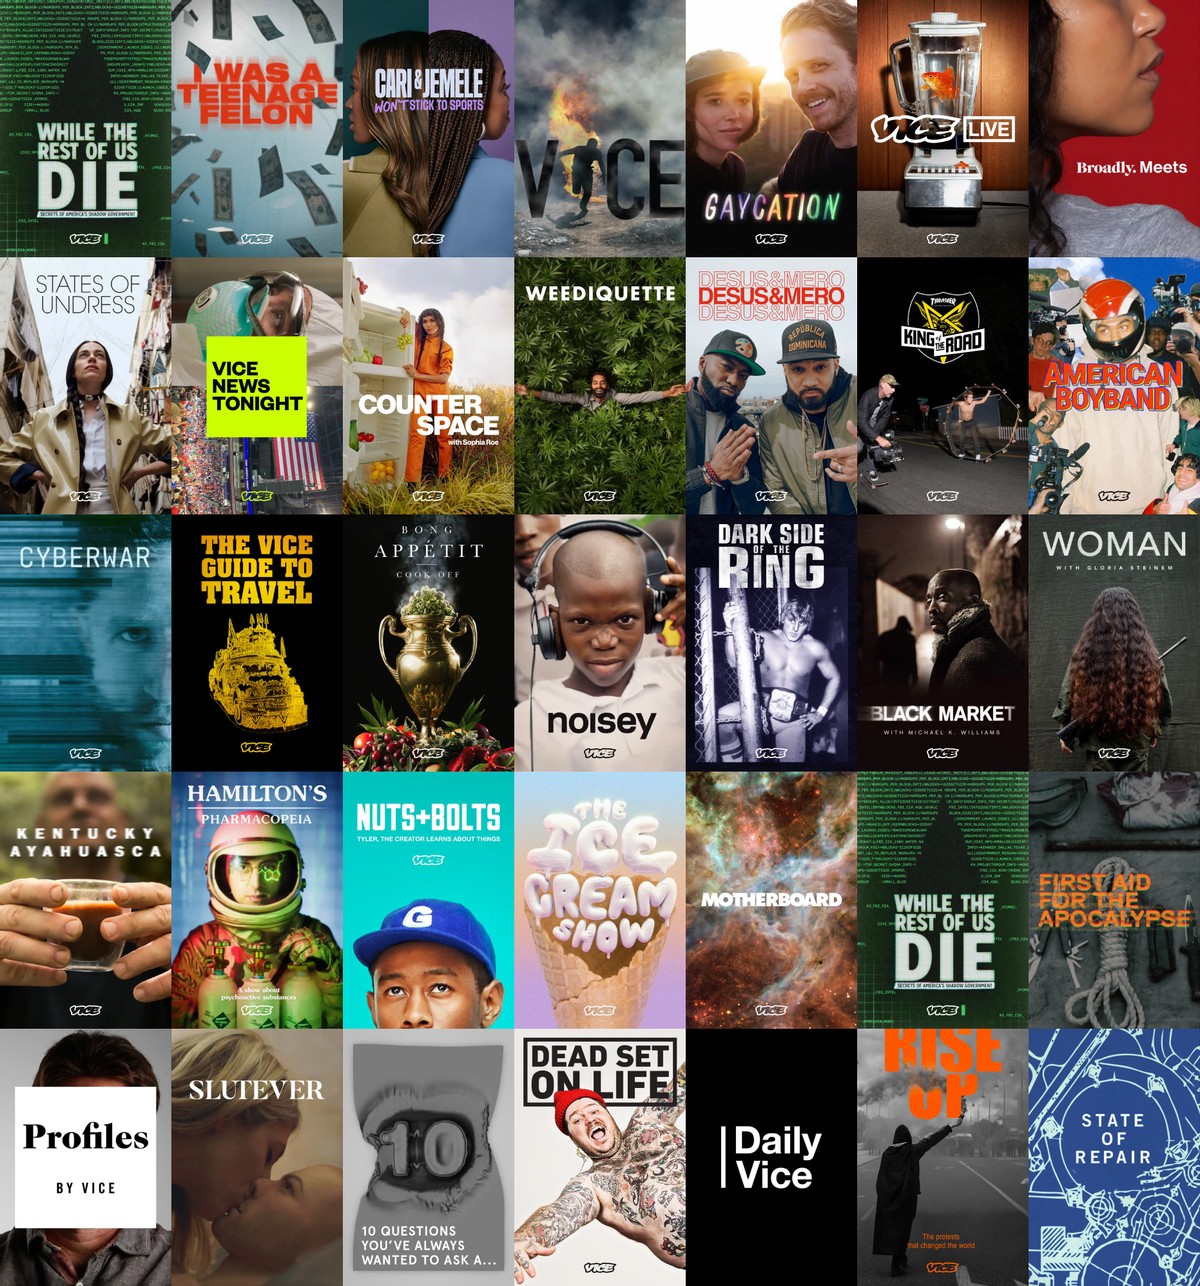 WHILE THE
REST OF US
DIE
SECRETS OF AMERICA'S SHADOW GOVERNMENT
VICE
I WAS A
TEENAGE
FELON
VICE
CARI & JEMELE
WON'T STICK TO SPORTS
VICE
VICE
GAYCATION
VICE
VICE LIVE
VICE
Broadly. Meets
STATES OF
UNDRESS
VICE
VICE
NEWS
TONIGHT
VICE
COUNTER
SPACE
with Sophia Roe
VICE
WEEDIQUETTE
VICE
DESUS&MERO
DESUS&MERO
DESUS&MERO
REPÚBLICA
DOMINICANA
VICE
THRASHER
KING OF THE ROAD
VICE
AMERICAN
BOYBAND
VICE
CYBERWAR
VICE
THE VICE
GUIDE TO
TRAVEL
VICE
BONG
APPÉTIT
COOK OFF
VICE
noisey
VICE
DARK SIDE
OF THE
RING
VICE
BLACK MARKET
WITH MICHAEL K. WILLIAMS
VICE
WOMAN
WITH GLORIA STEINEM
VICE
KENTUCKY
AYAHUASCA
VICE
HAMILTON'S
PHARMACOPEIA
A show about
psychoactive substances
VICE
NUTS+BOLTS
TYLER, THE CREATOR LEARNS ABOUT THINGS
VICE
G
THE
ICE
CREAM
SHOW
VICE
MOTHERBOARD
VICE
WHILE THE
REST OF US
DIE
SECRETS OF AMERICA'S SHADOW GOVERNMENT
VICE
FIRST AID
FOR THE
APOCALYPSE
VICE
Profiles
BY VICE
SLUTEVER
VICE
10
10 QUESTIONS
YOU'VE ALWAYS
WANTED TO ASK A...
DEAD SET
ON LIFE
VICE
Daily
Vice
RISE
UP
The protests
that changed the world
VICE
STATE
OF
REPAIR